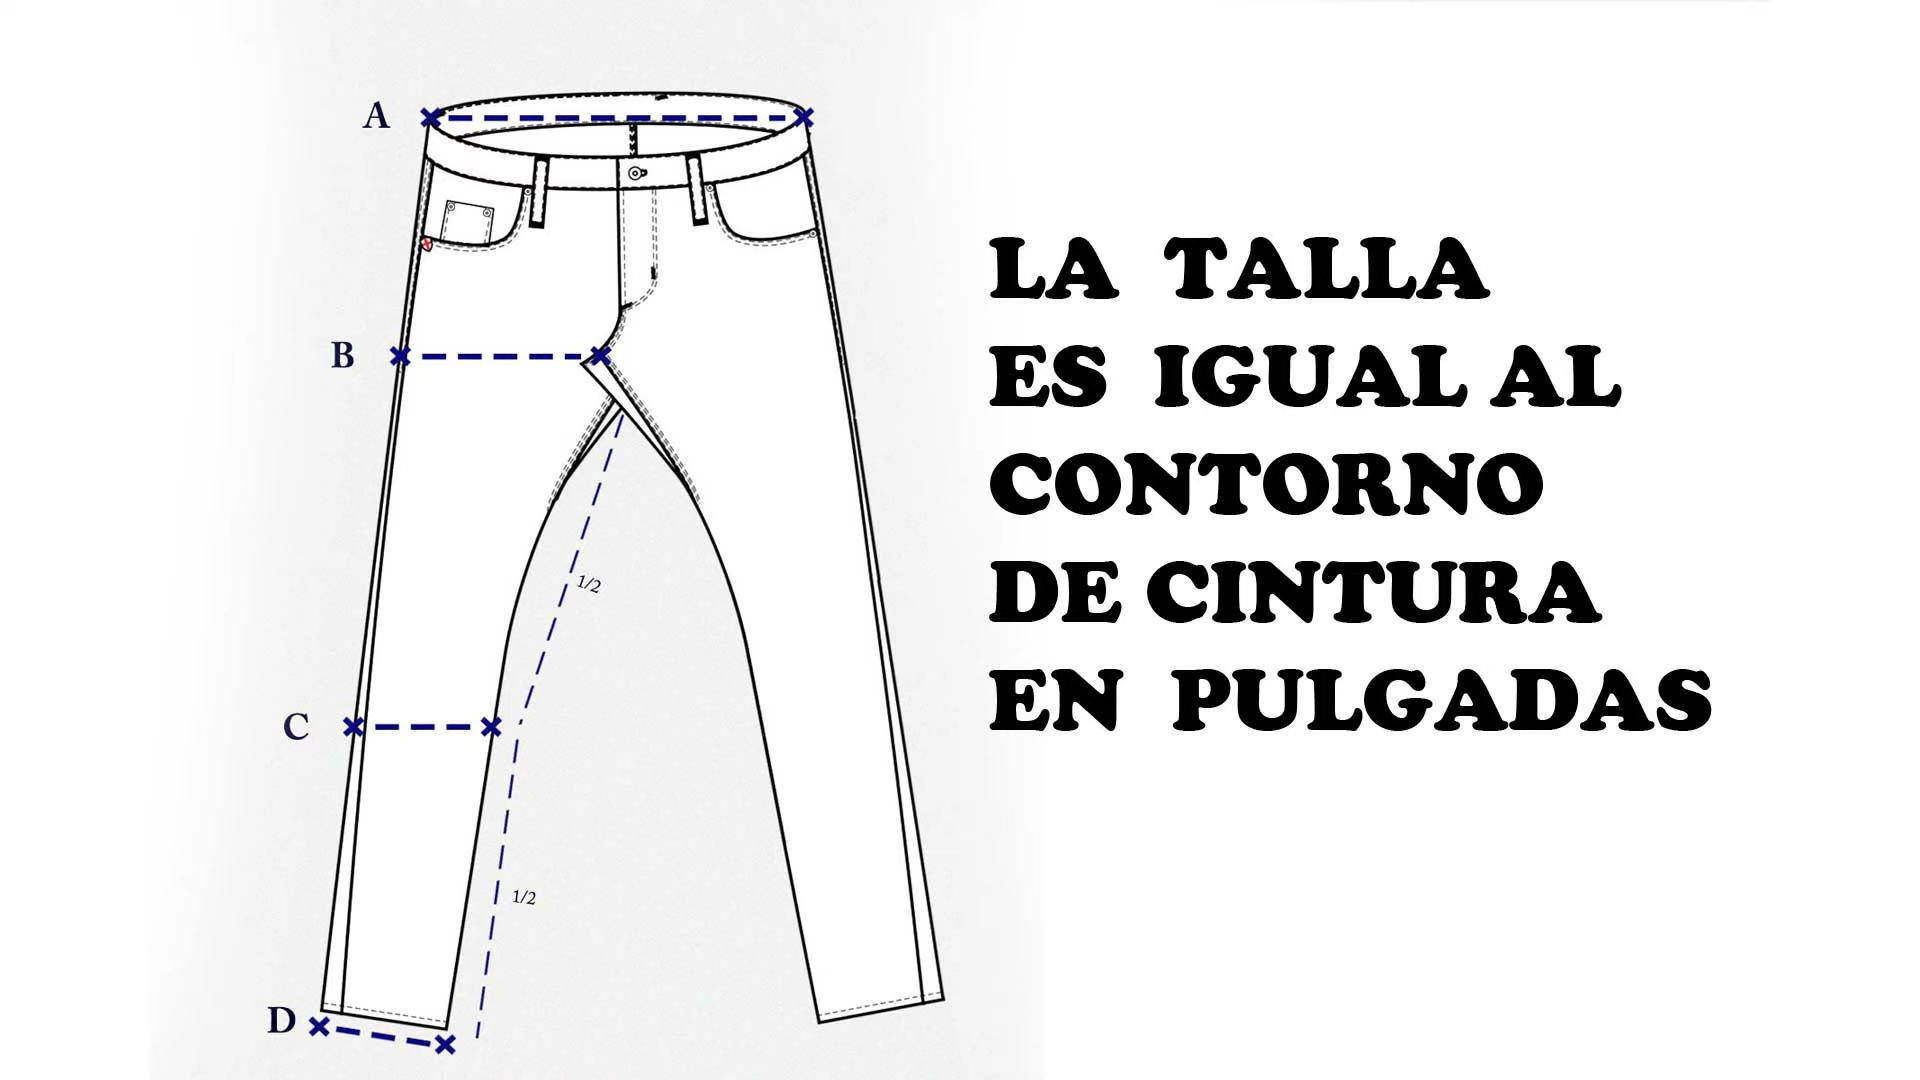 A
B
1/2
C
1/2
D
LA TALLA
ES IGUAL AL
CONTORNO
DE CINTURA
EN PULGADAS